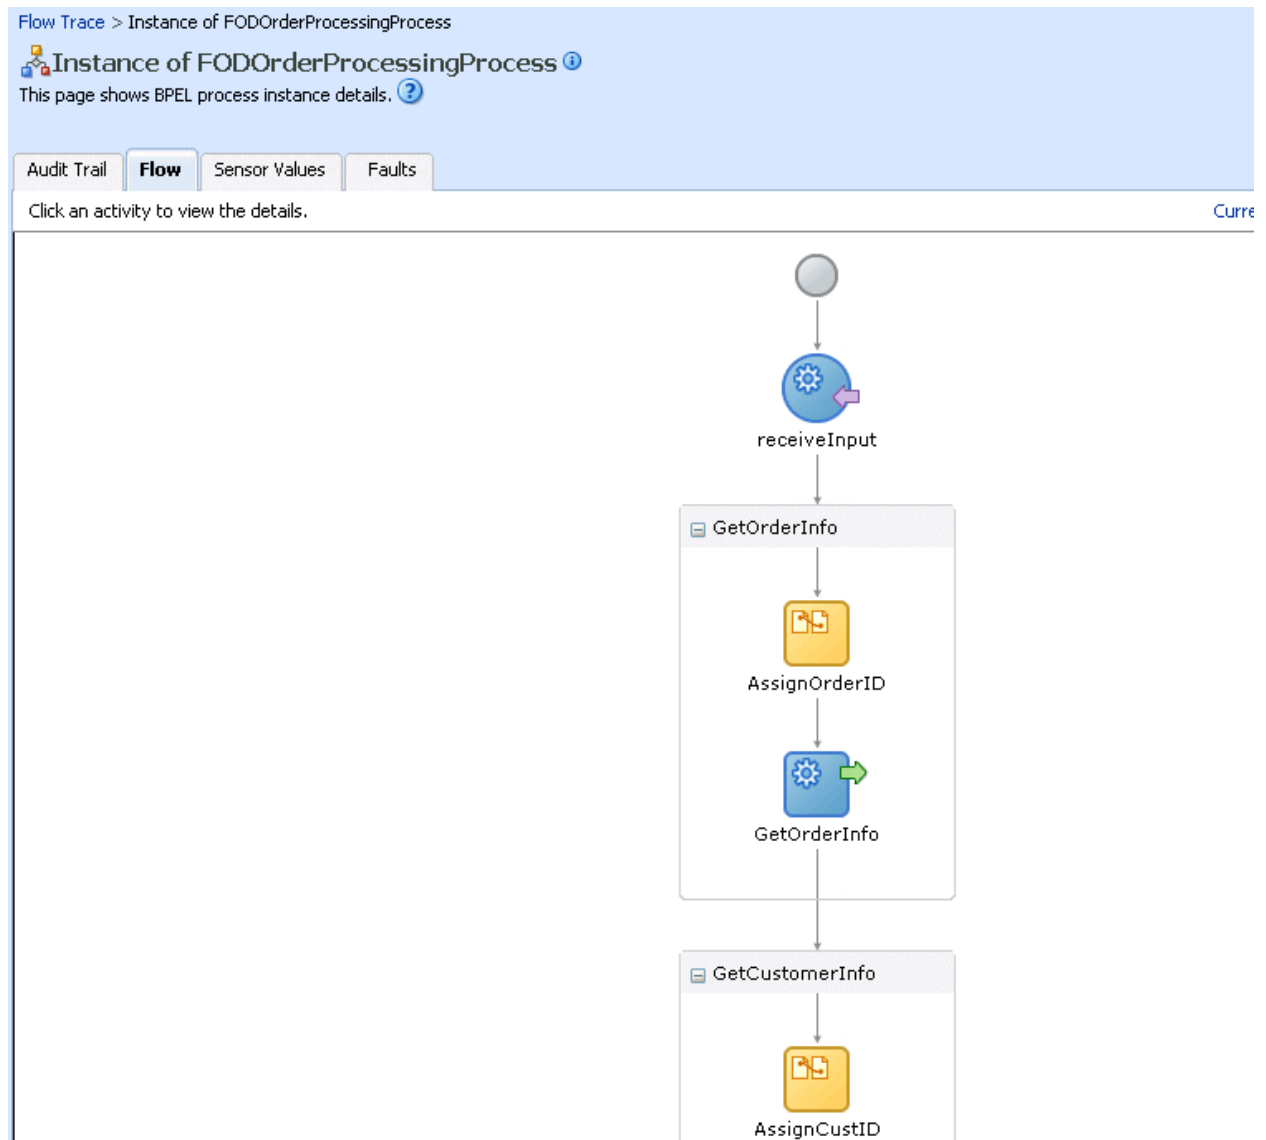 Flow Trace > Instance of FODOrderProcessingProcess
Instance of FODOrderProcessingProcess
This page shows BPEL process instance details.
Audit Trail Flow Sensor Values Faults
Click an activity to view the details. Curre
receiveInput
GetOrderInfo
AssignOrderID
GetOrderInfo
GetCustomerInfo
AssignCustID